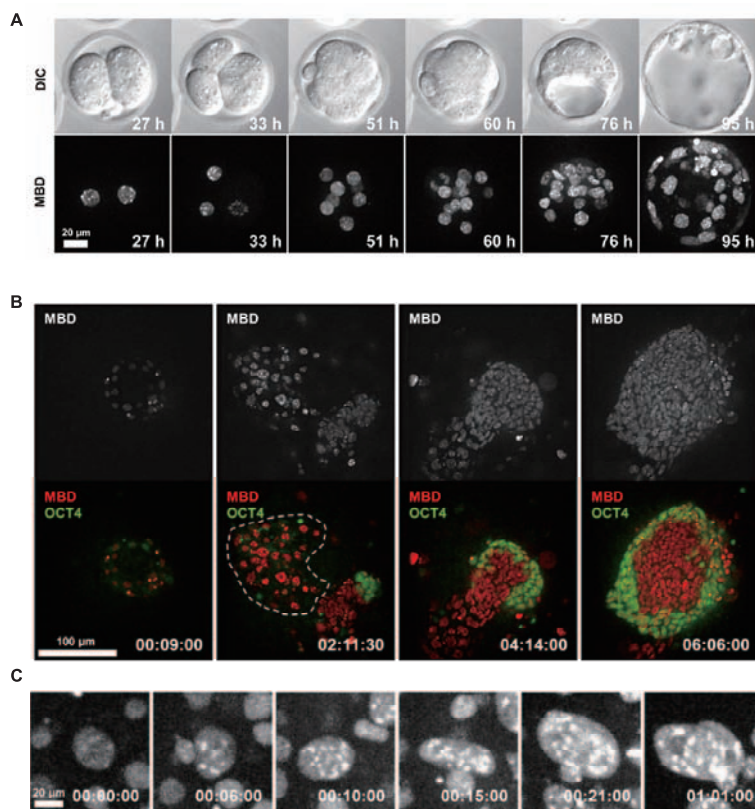 A
DIC
27 h
33 h
51 h
60 h
76 h
95 h
MBD
20 µm
27 h
33 h
51 h
60 h
76 h
95 h
B
MBD
MBD
MBD
MBD
MBD
OCT4
MBD
OCT4
MBD
OCT4
MBD
OCT4
100 µm
00:09:00
02:11:30
04:14:00
06:06:00
C
20 µm
00:00:00
00:06:00
00:10:00
00:15:00
00:21:00
01:01:00